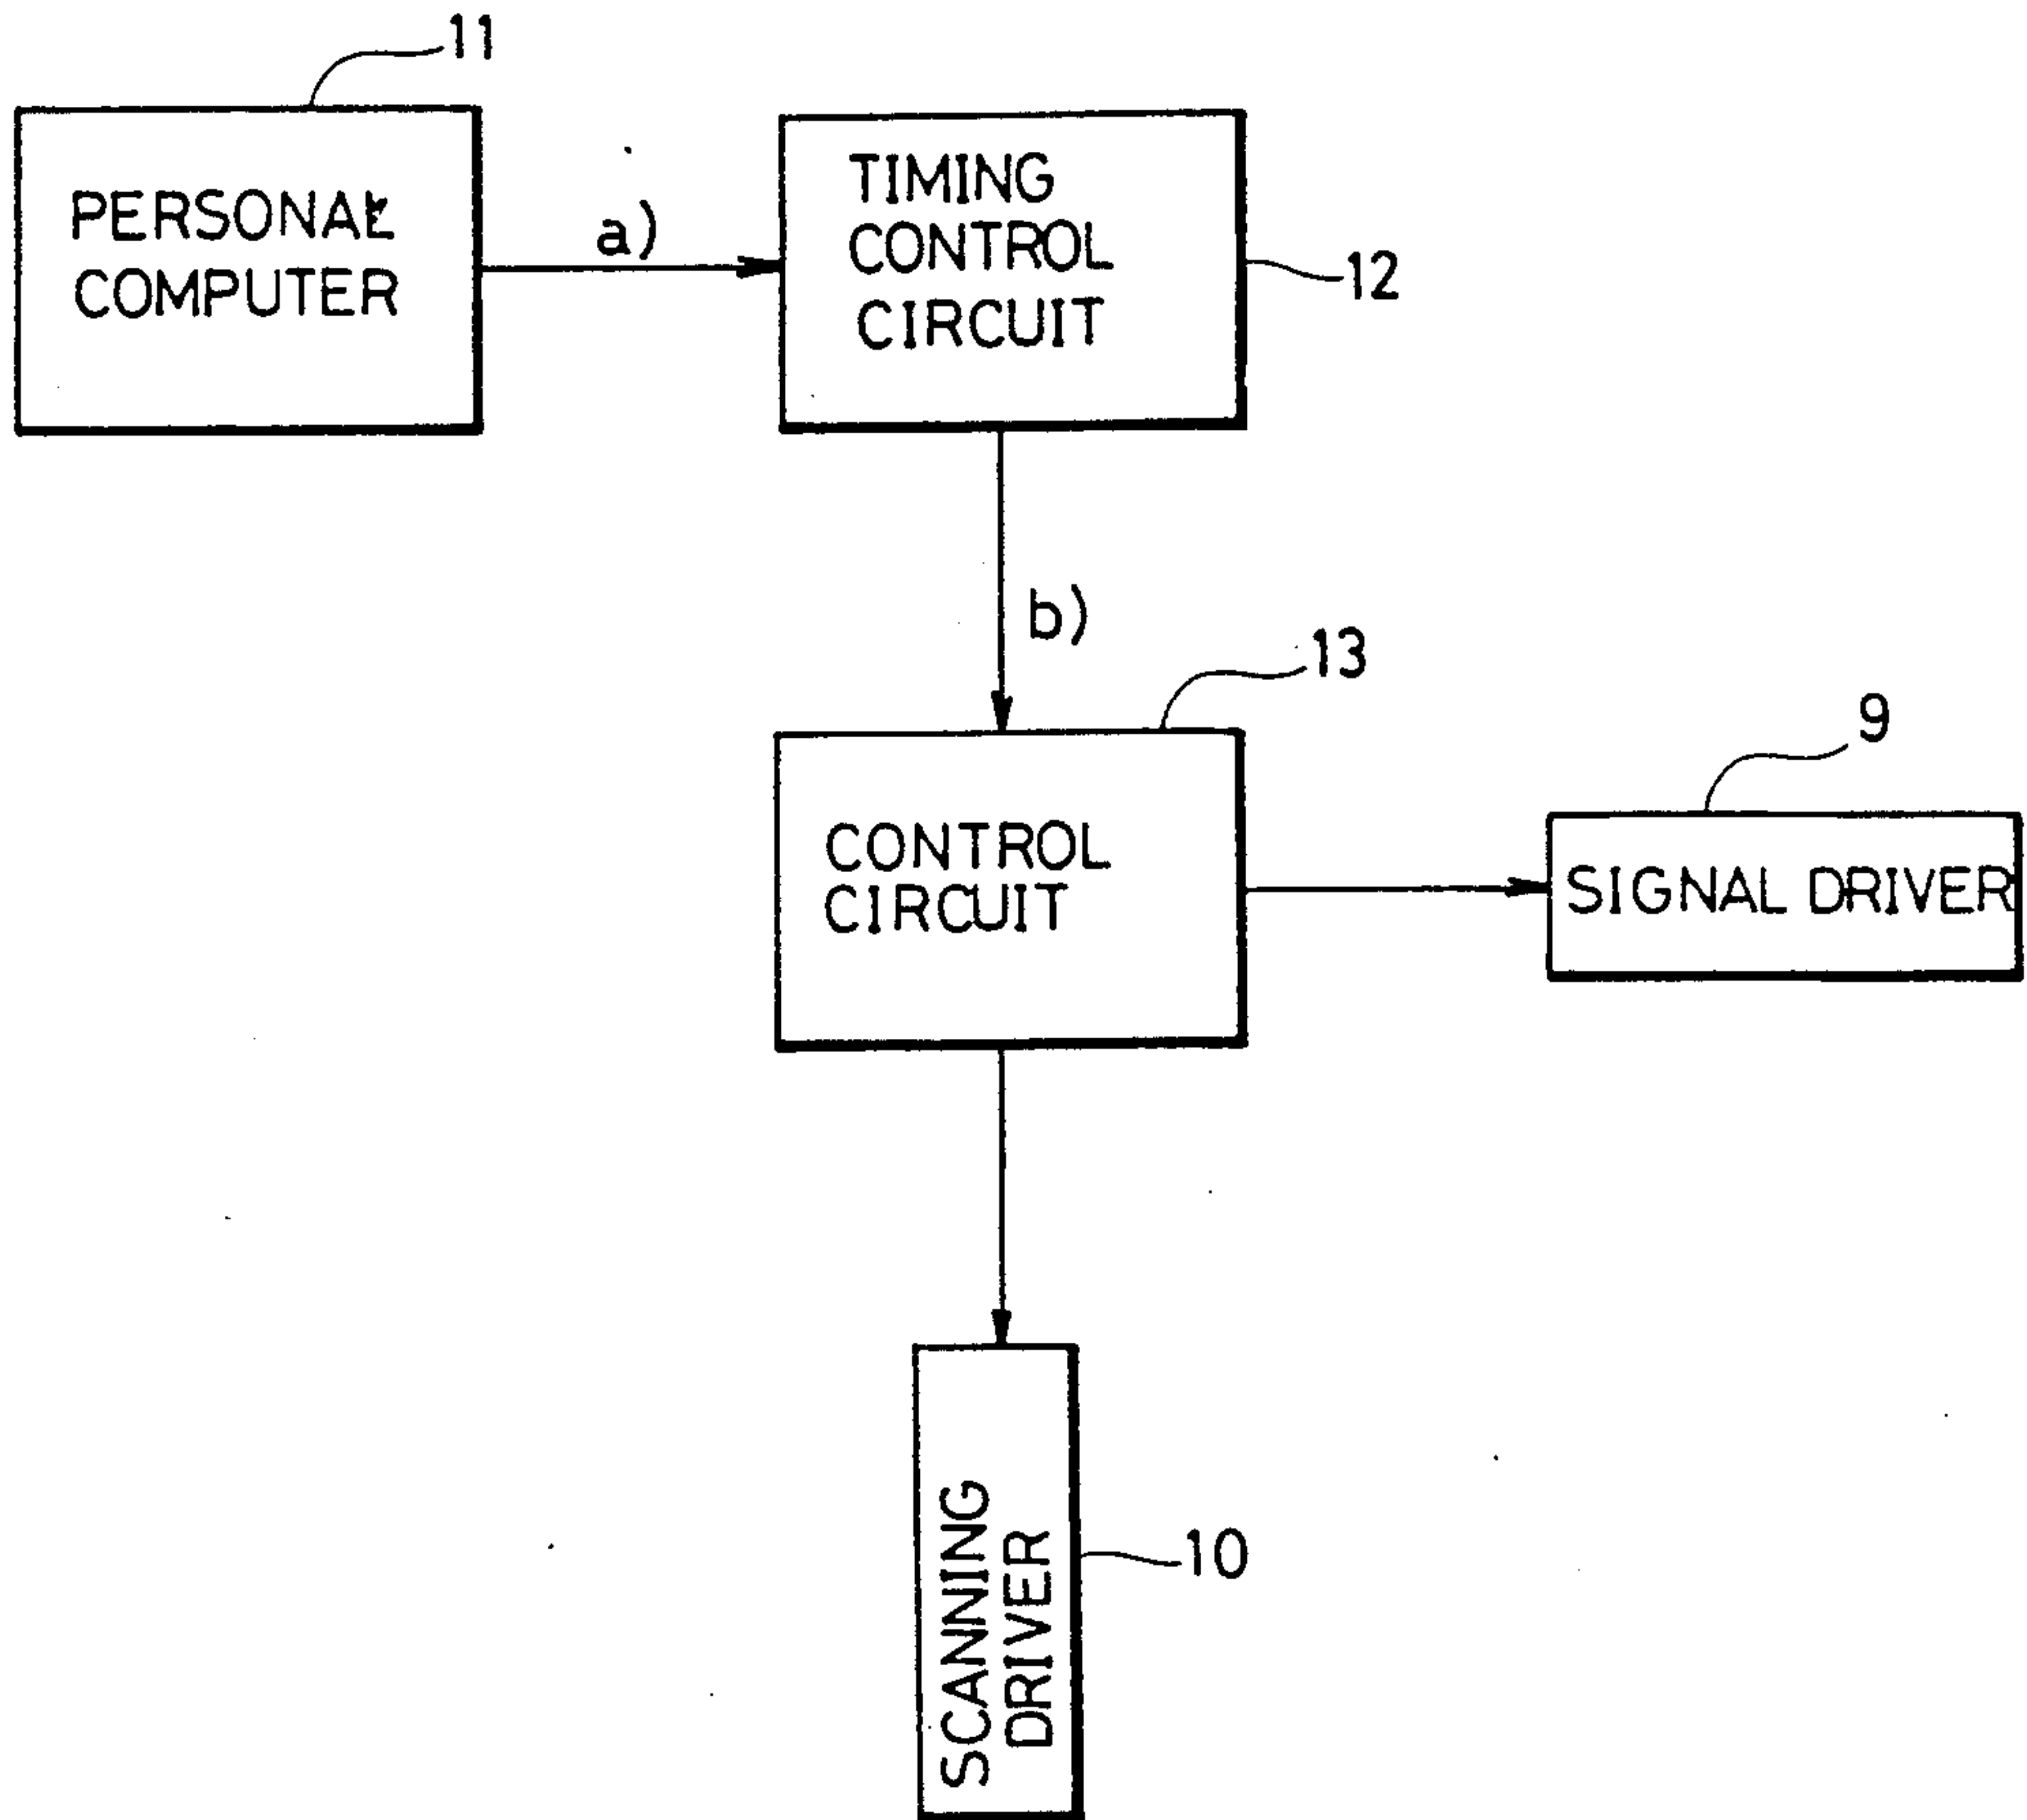 11
PERSONAL
COMPUTER
a)
TIMING
CONTROL
CIRCUIT
12
b)
13
CONTROL
CIRCUIT
9
SIGNAL DRIVER
SCANNING
DRIVER
10